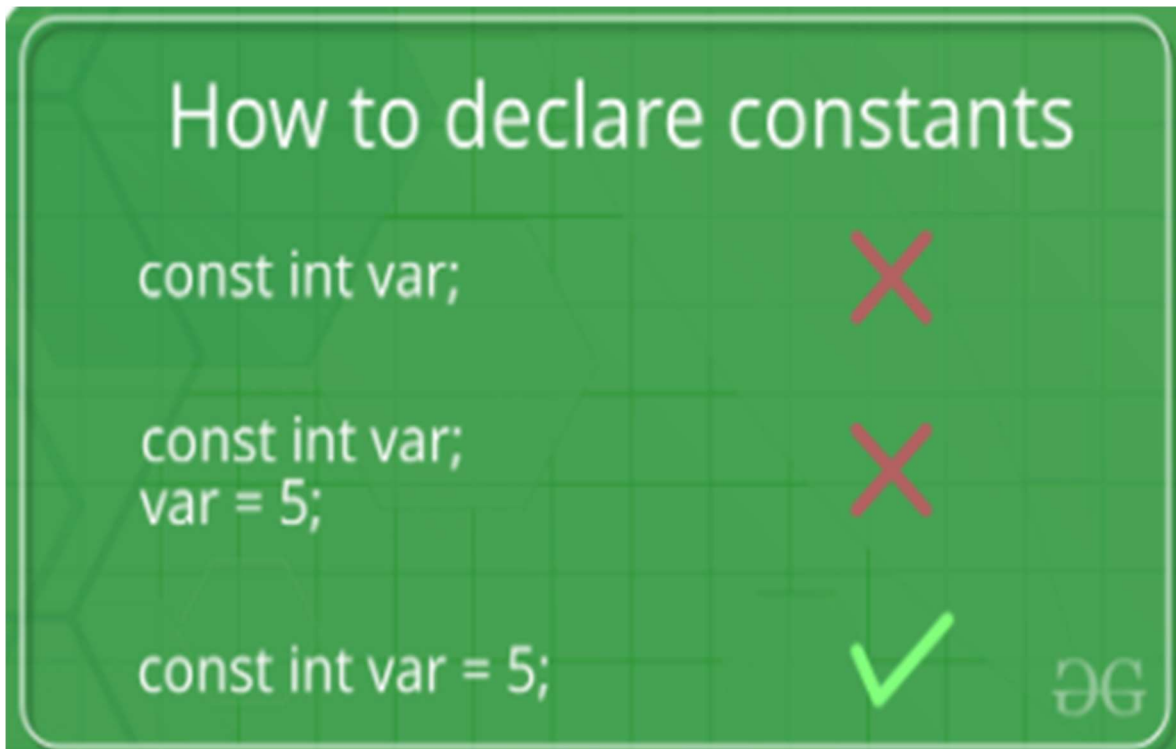 How to declare constants
const int var;
const int var;
var = 5;
const int var = 5;